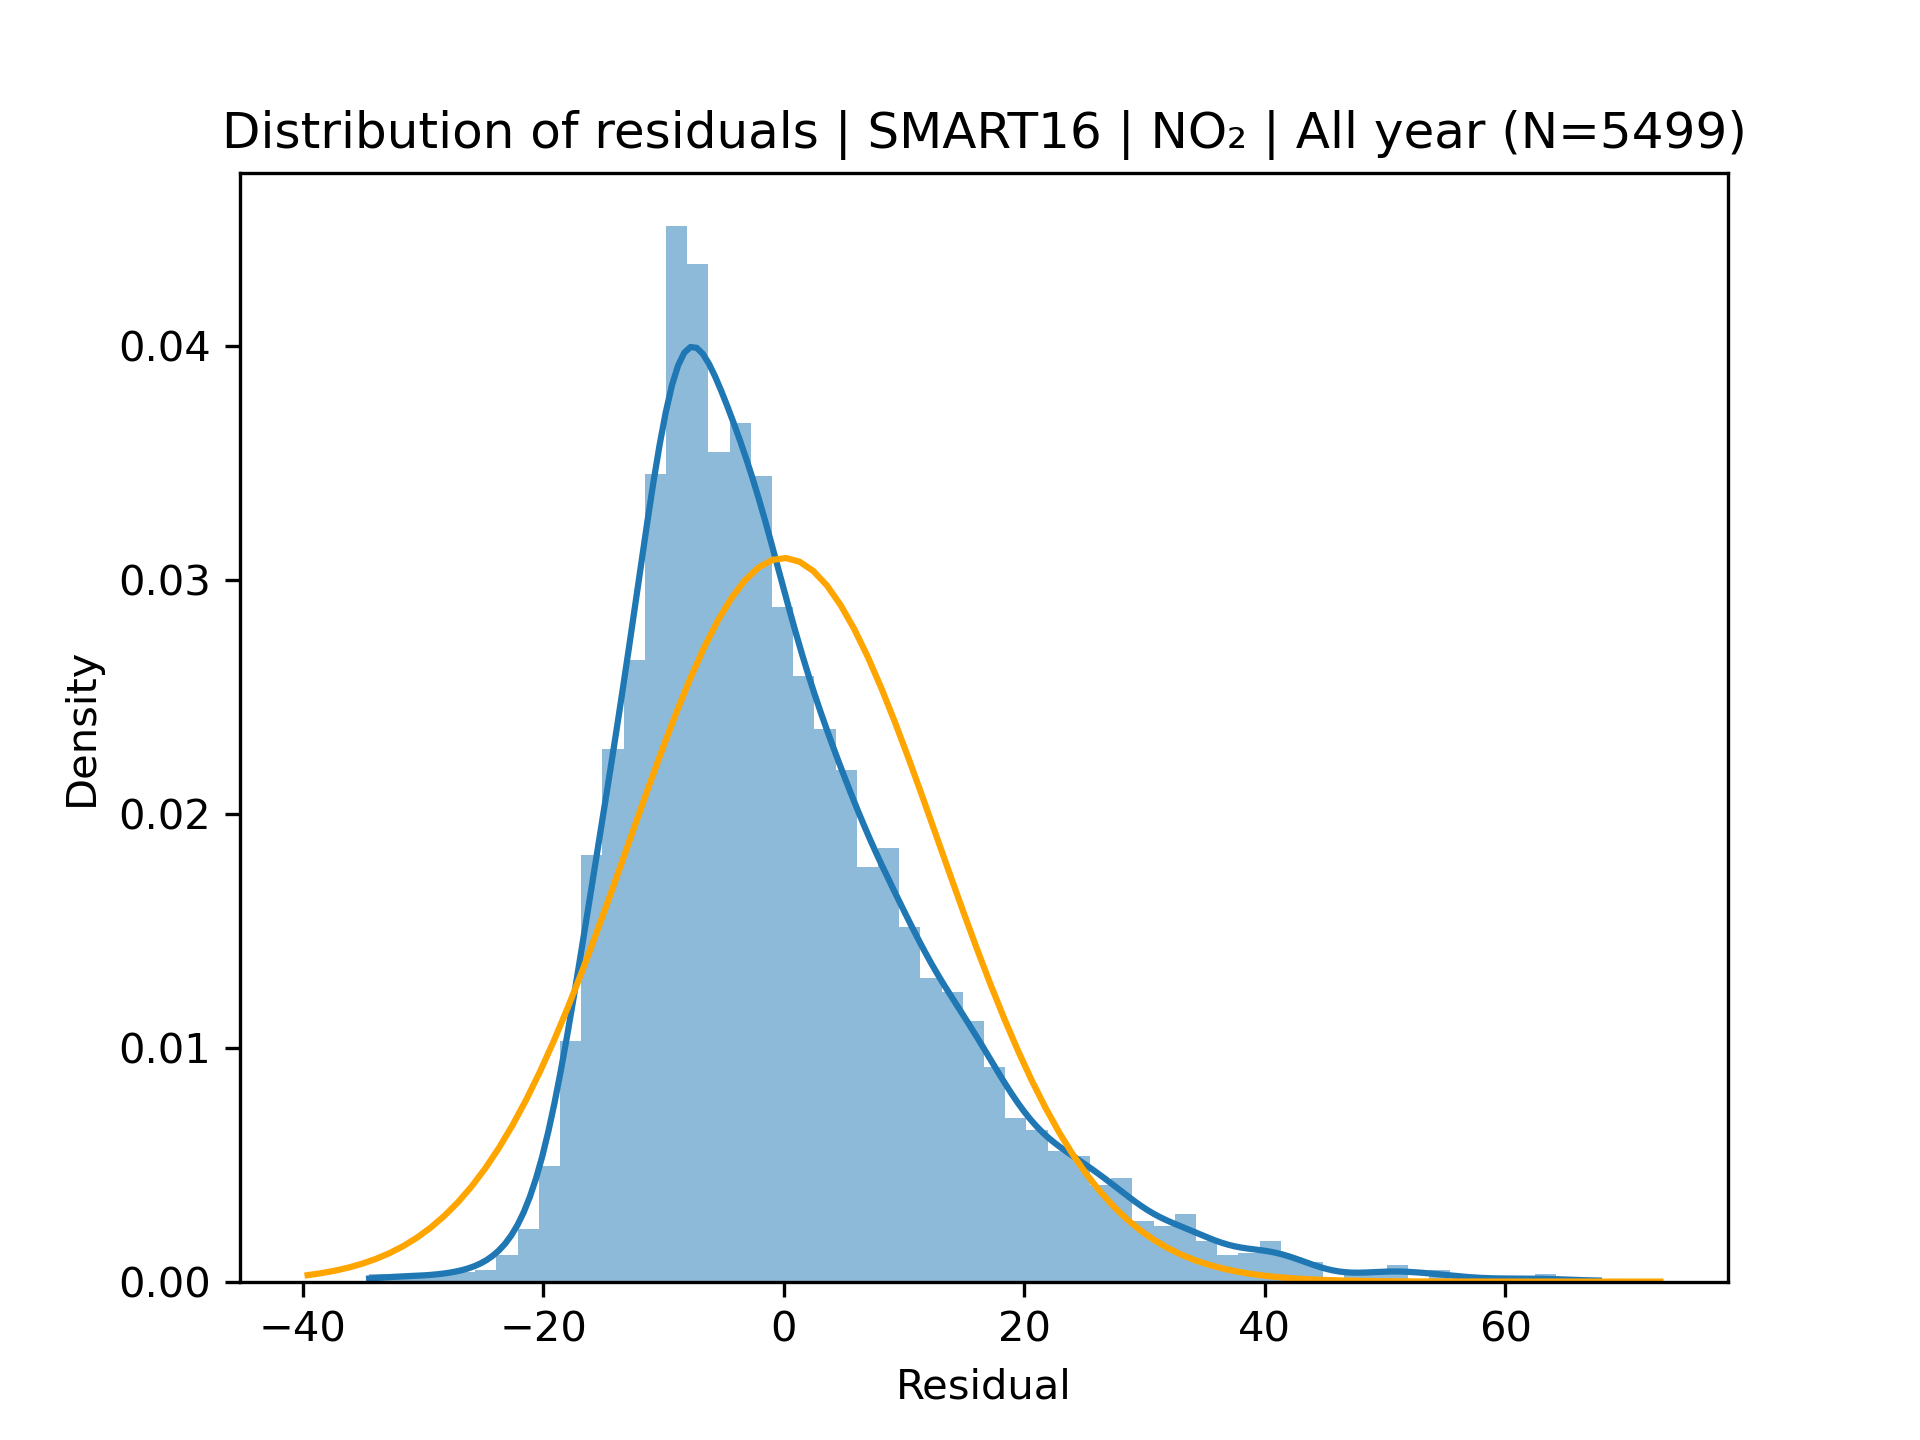 Distribution of residuals | SMART16 | NO₂ | All year (N=5499)
0.04
0.03
0.02
0.01
0.00
Density
−40 −20 0 20 40 60
Residual